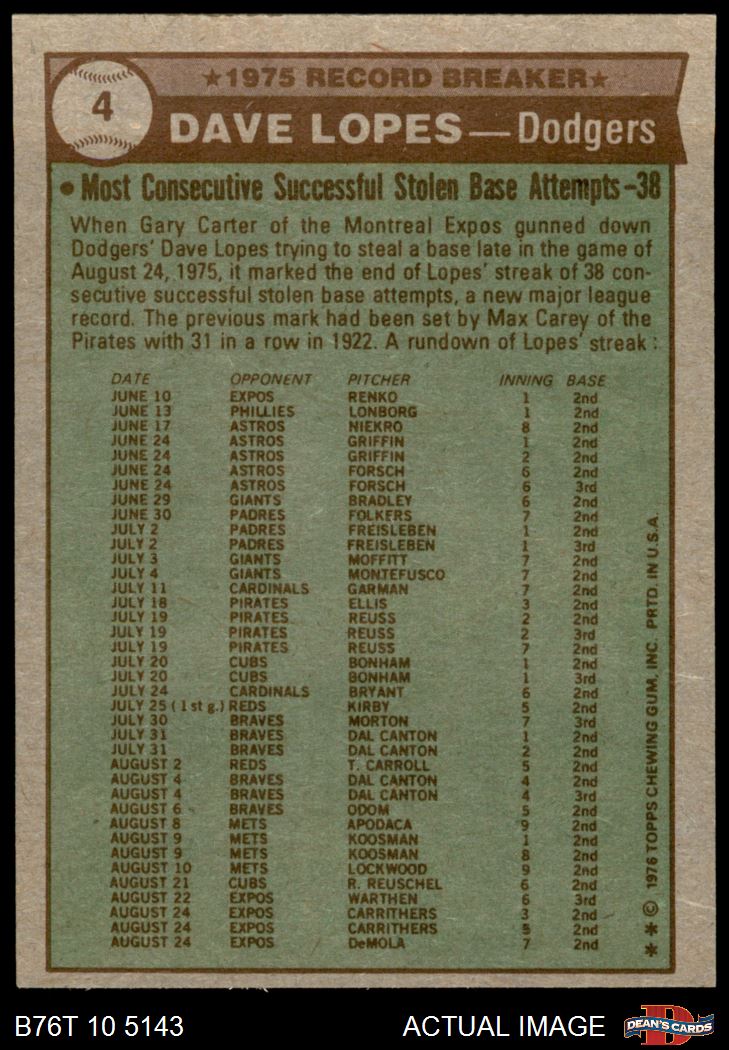 4
★1975 RECORD BREAKER★
DAVE LOPES—Dodgers
• Most Consecutive Successful Stolen Base Attempts-38
When Gary Carter of the Montreal Expos gunned down
Dodgers' Dave Lopes trying to steal a base late in the game of
August 24, 1975, it marked the end of Lopes' streak of 38 con-
secutive successful stolen base attempts, a new major league
record. The previous mark had been set by Max Carey of the
Pirates with 31 in a row in 1922. A rundown of Lopes' streak :
DATE OPPONENT PITCHER INNING BASE
JUNE 10 EXPOS RENKO 1 2nd
JUNE 13 PHILLIES LONBORG 1 2nd
JUNE 17 ASTROS NIEKRO 8 2nd
JUNE 24 ASTROS GRIFFIN 1 2nd
JUNE 24 ASTROS GRIFFIN 2 2nd
JUNE 24 ASTROS FORSCH 6 2nd
JUNE 24 ASTROS FORSCH 6 3rd
JUNE 29 GIANTS BRADLEY 6 2nd
JUNE 30 PADRES FOLKERS 7 2nd
JULY 2 PADRES FREISLEBEN 1 2nd
JULY 2 PADRES FREISLEBEN 1 3rd
JULY 3 GIANTS MOFFITT 7 2nd
JULY 4 GIANTS MONTEFUSCO 7 2nd
JULY 11 CARDINALS GARMAN 7 2nd
JULY 18 PIRATES ELLIS 3 2nd
JULY 19 PIRATES REUSS 2 2nd
JULY 19 PIRATES REUSS 2 3rd
JULY 19 PIRATES REUSS 7 2nd
JULY 20 CUBS BONHAM 1 2nd
JULY 20 CUBS BONHAM 1 3rd
JULY 24 CARDINALS BRYANT 6 2nd
JULY 25 (1st g.) REDS KIRBY 5 2nd
JULY 30 BRAVES MORTON 7 3rd
JULY 31 BRAVES DAL CANTON 1 2nd
JULY 31 BRAVES DAL CANTON 2 2nd
AUGUST 2 REDS T. CARROLL 5 2nd
AUGUST 4 BRAVES DAL CANTON 4 2nd
AUGUST 4 BRAVES DAL CANTON 4 3rd
AUGUST 6 BRAVES ODOM 5 2nd
AUGUST 8 METS APODACA 9 2nd
AUGUST 9 METS KOOSMAN 1 2nd
AUGUST 9 METS KOOSMAN 8 2nd
AUGUST 10 METS LOCKWOOD 9 2nd
AUGUST 21 CUBS R. REUSCHEL 6 2nd
AUGUST 22 EXPOS WARTHEN 6 3rd
AUGUST 24 EXPOS CARRITHERS 3 2nd
AUGUST 24 EXPOS CARRITHERS 5 2nd
AUGUST 24 EXPOS DeMOLA 7 2nd
* * © 1976 TOPPS CHEWING GUM, INC. PRTD. IN U.S.A.
B76T 10 5143
ACTUAL IMAGE
D
DEAN'S CARDS